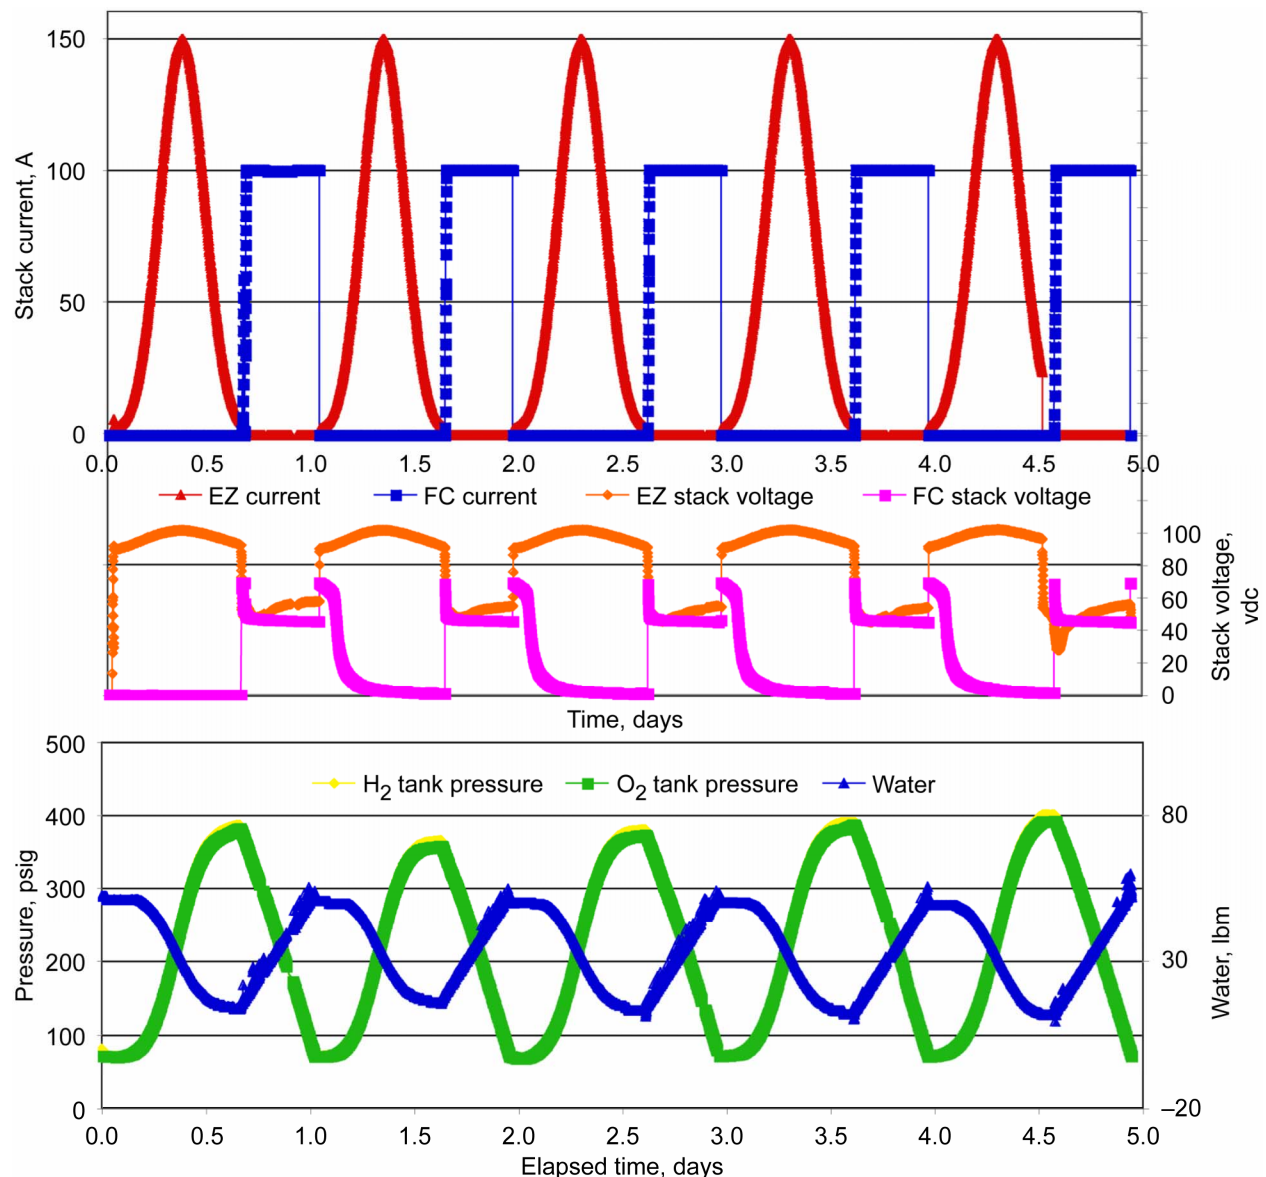 150
100
50
0
Stack current, A
0.0 0.5 1.0 1.5 2.0 2.5 3.0 3.5 4.0 4.5 5.0
EZ current FC current EZ stack voltage FC stack voltage
100
80
60
40
20
0
Stack voltage,
vdc
Time, days
500
400
300
200
100
0
Pressure, psig
H2 tank pressure O2 tank pressure Water
80
30
–20
Water, lbm
0.0 0.5 1.0 1.5 2.0 2.5 3.0 3.5 4.0 4.5 5.0
Elapsed time, days